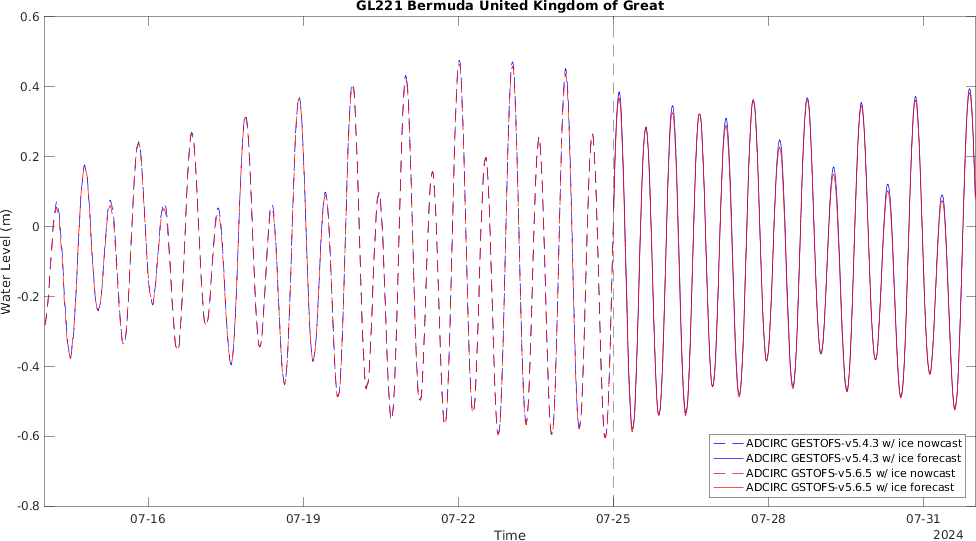 GL221 Bermuda United Kingdom of Great
0.6
0.4
0.2
0
-0.2
-0.4
-0.6
-0.8
Water Level (m)
07-16
07-19
07-22
07-25
07-28
07-31
Time
2024
ADCIRC GESTOFS-v5.4.3 w/ ice nowcast
ADCIRC GESTOFS-v5.4.3 w/ ice forecast
ADCIRC GSTOFS-v5.6.5 w/ ice nowcast
ADCIRC GSTOFS-v5.6.5 w/ ice forecast